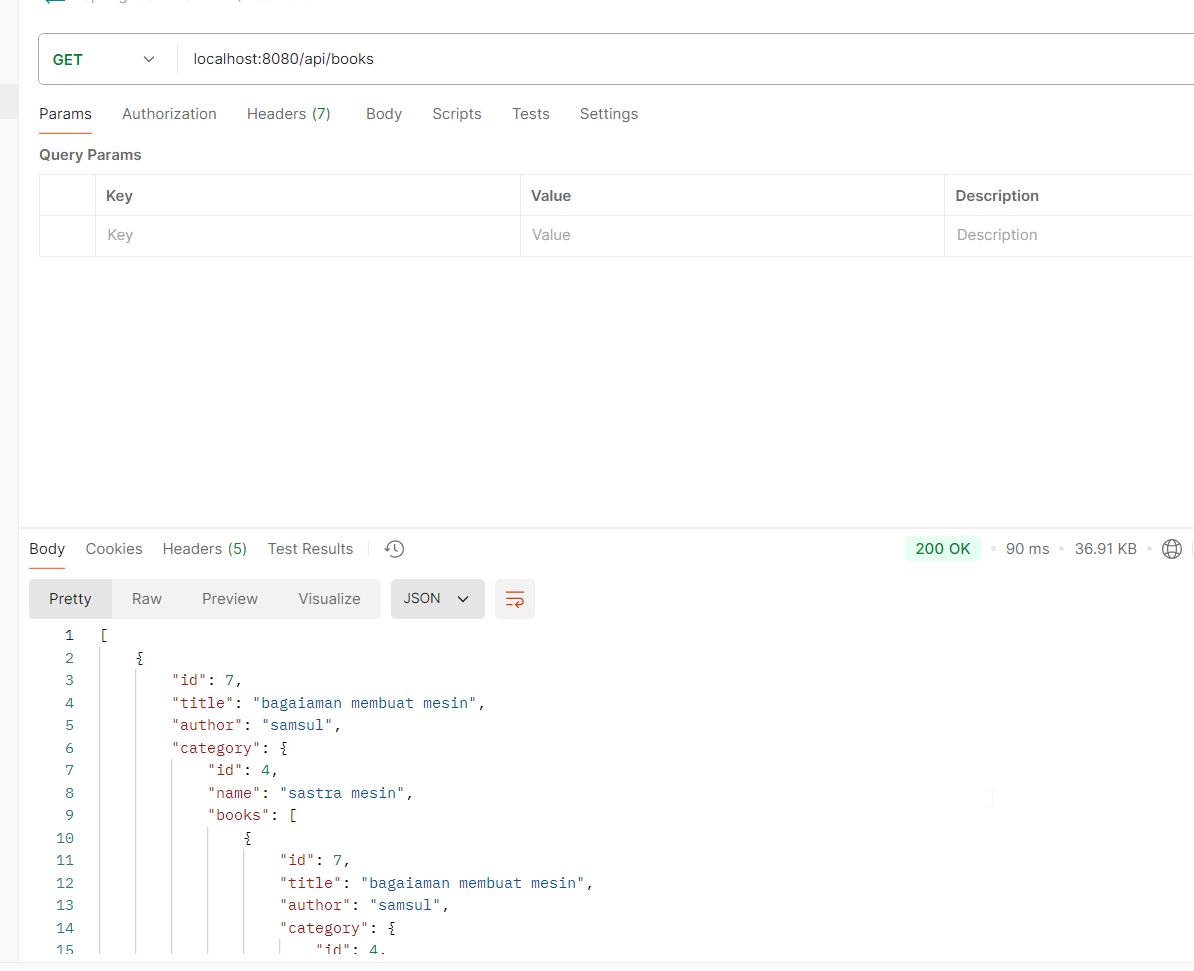 GET localhost:8080/api/books
Params Authorization Headers (7) Body Scripts Tests Settings
Query Params
Key Value Description
Key Value Description
Body Cookies Headers (5) Test Results 200 OK 90 ms 36.91 KB
Pretty Raw Preview Visualize JSON
1 [
2 {
3 "id": 7,
4 "title": "bagaiaman membuat mesin",
5 "author": "samsul",
6 "category": {
7 "id": 4,
8 "name": "sastra mesin",
9 "books": [
10 {
11 "id": 7,
12 "title": "bagaiaman membuat mesin",
13 "author": "samsul",
14 "category": {
15 "id": 4,